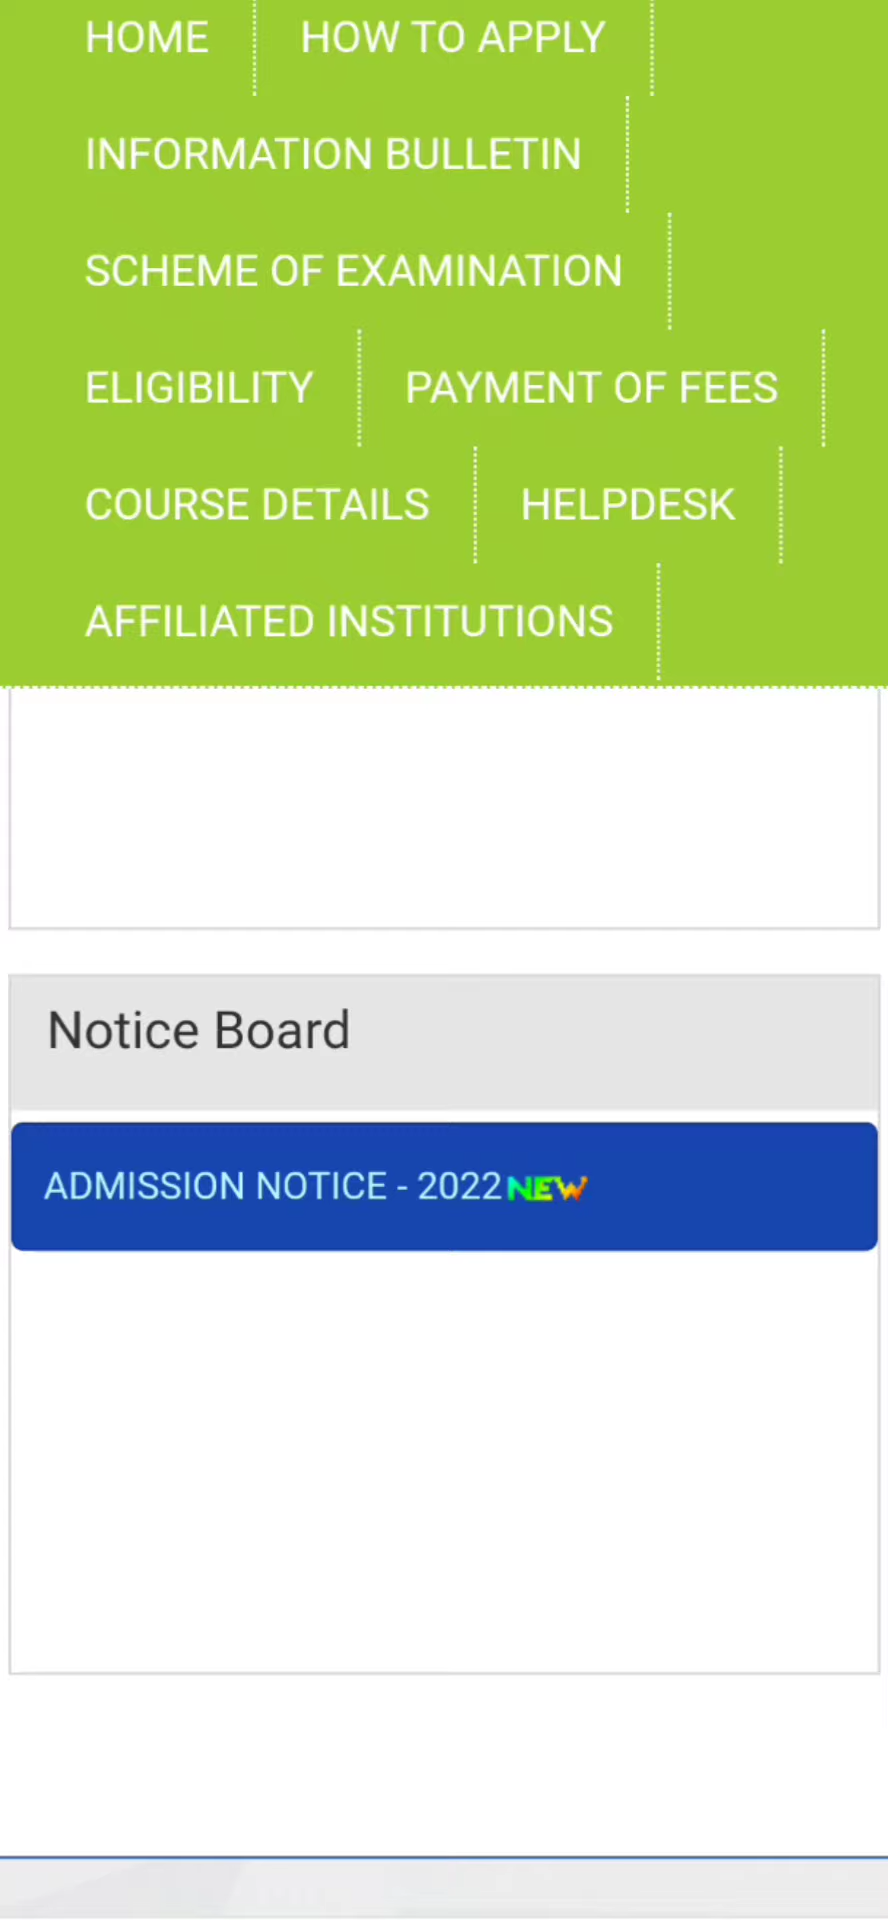 HOME HOW TO APPLY
INFORMATION BULLETIN
SCHEME OF EXAMINATION
ELIGIBILITY PAYMENT OF FEES
COURSE DETAILS HELPDESK
AFFILIATED INSTITUTIONS
Notice Board
ADMISSION NOTICE - 2022 NEW